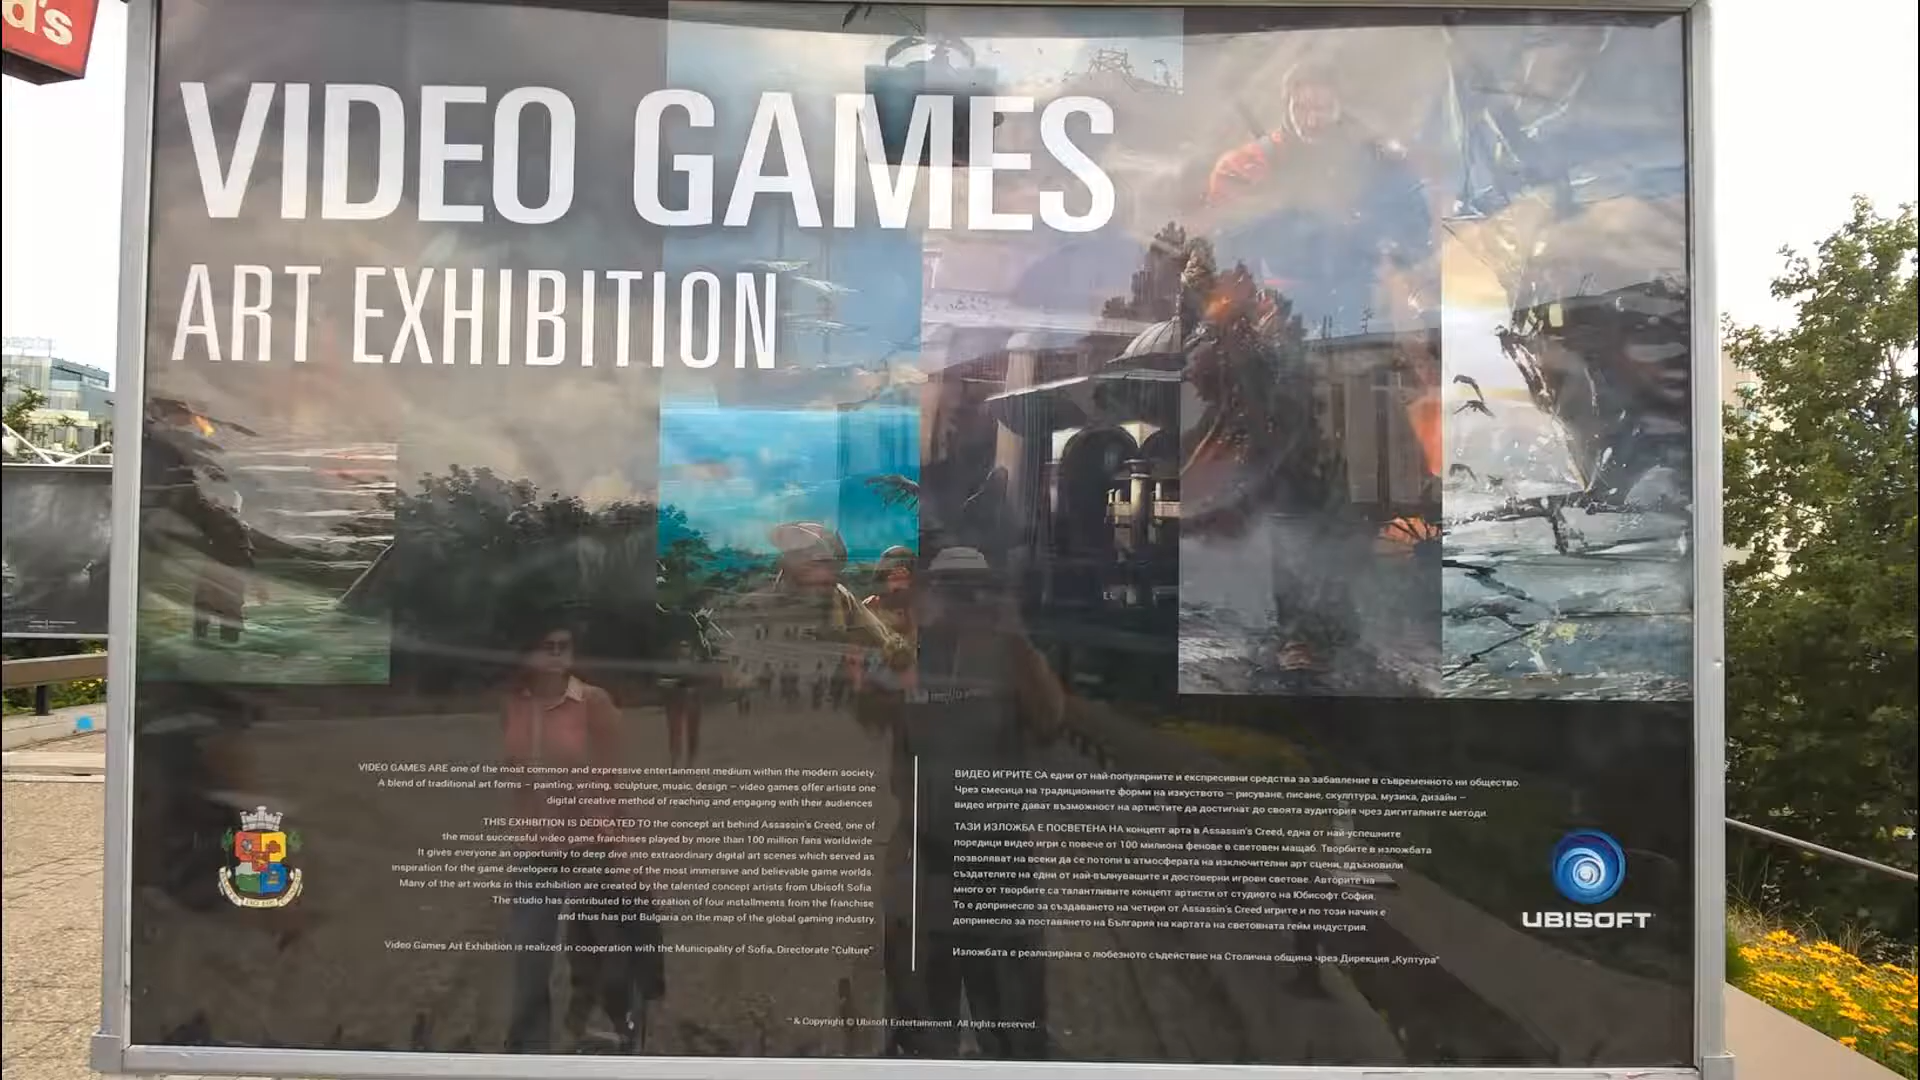 d's
VIDEO GAMES
ART EXHIBITION
VIDEO GAMES ARE one of the most common and expressive entertainment medium within the modern society.
A blend of traditional art forms – painting, writing, sculpture, music, design – video games offer artists one
digital creative method of reaching and engaging with their audiences
THIS EXHIBITION IS DEDICATED TO the concept art behind Assassin's Creed, one of
the most successful video game franchises played by more than 100 million fans worldwide
It gives everyone an opportunity to deep dive into extraordinary digital art scenes which served as
inspiration for the game developers to create some of the most immersive and believable game worlds.
Many of the art works in this exhibition are created by the talented concept artists from Ubisoft Sofia
The studio has contributed to the creation of four installments from the franchise
and thus has put Bulgaria on the map of the global gaming industry.
Video Games Art Exhibition is realized in cooperation with the Municipality of Sofia, Directorate "Culture"
ВИДЕО ИГРИТЕ СА едни от най-популярните и експресивни средства за забавление в съвременното ни общество.
Чрез смесица на традиционните форми на изкуството – рисуване, писане, скулптура, музика, дизайн –
видео игрите дават възможност на артистите да достигнат до своята аудитория чрез дигиталните методи.
ТАЗИ ИЗЛОЖБА Е ПОСВЕТЕНА НА концепт арта в Assassin's Creed, една от най-успешните
поредици видео игри с повече от 100 милиона фенове в световен мащаб. Творбите в изложбата
позволяват на всеки да се потопи в атмосферата на изключителни арт сцени, вдъхновили
създателите на едни от най-вълнуващите и достоверни игрови светове. Авторите на
много от творбите са талантливите концепт артисти от студиото на Юбисофт София.
То е допринесло за създаването на четири от Assassin's Creed игрите и по този начин е
допринесло за поставянето на България на картата на световната гейм индустрия.
Изложбата е реализирана с любезното съдействие на Столична община чрез Дирекция „Култура"
UBISOFT
™ & Copyright © Ubisoft Entertainment. All rights reserved.